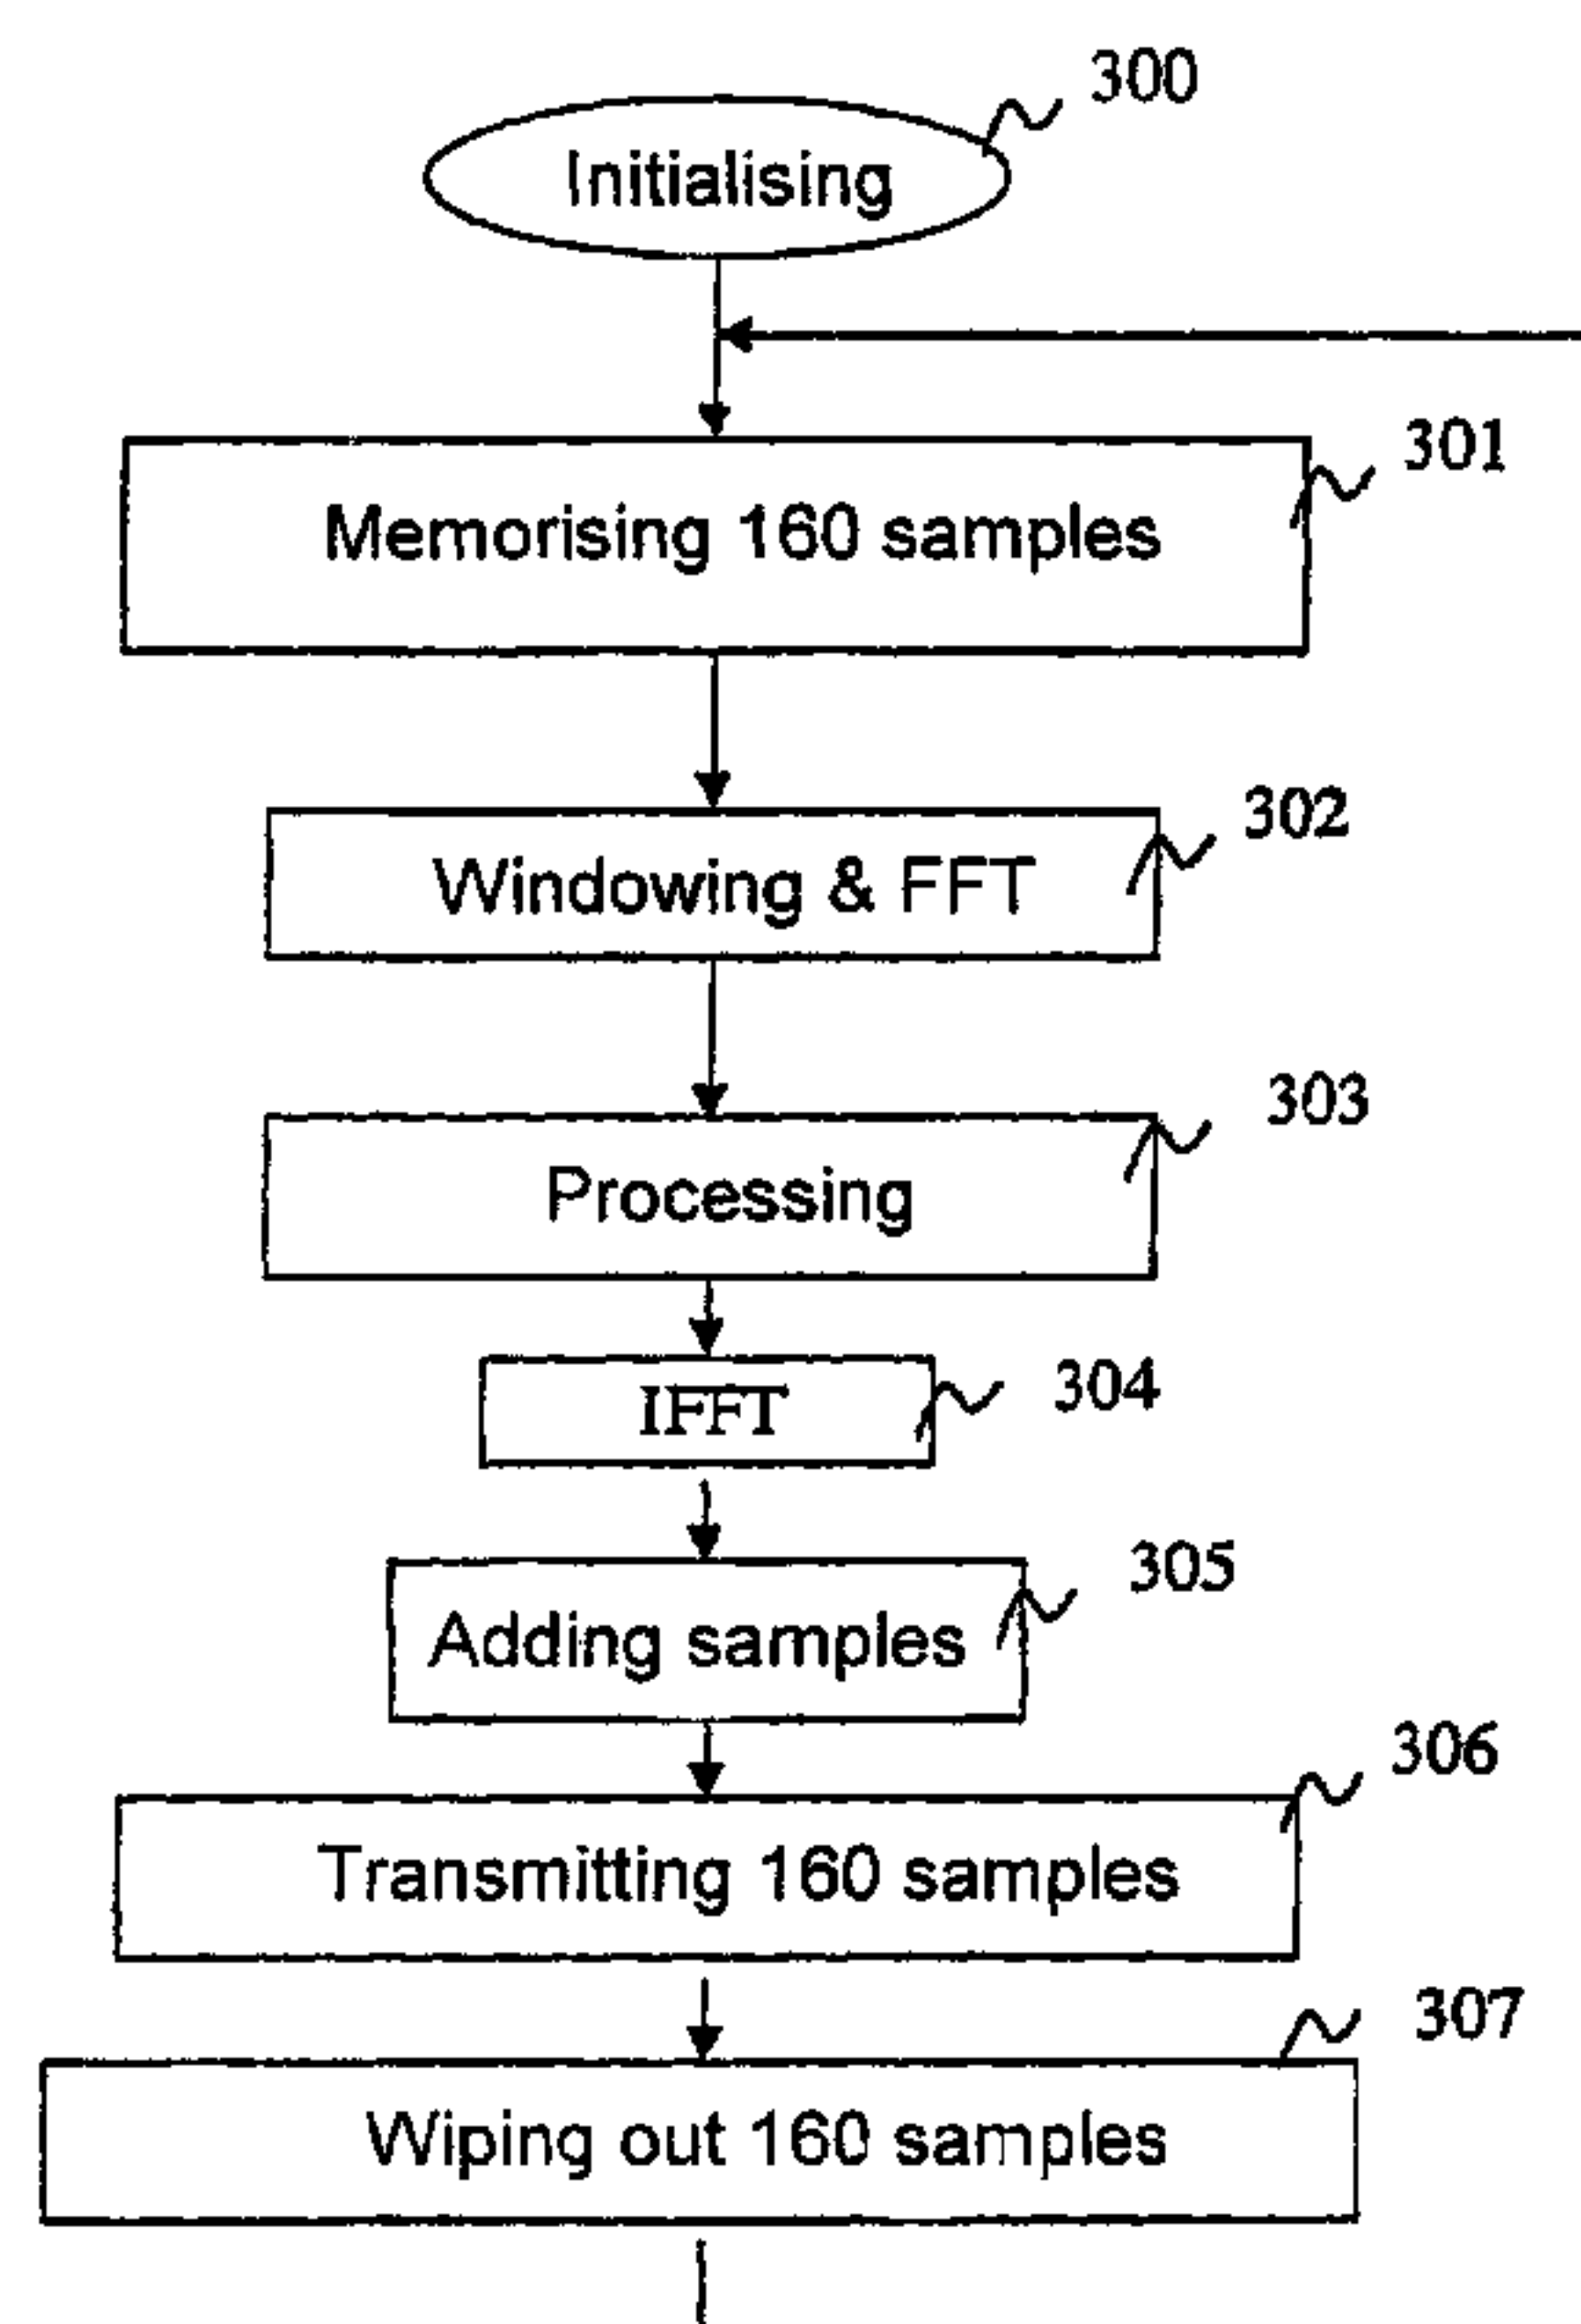 300
Initialising
301
Memorising 160 samples
302
Windowing & FFT
303
Processing
304
IFFT
305
Adding samples
306
Transmitting 160 samples
307
Wiping out 160 samples